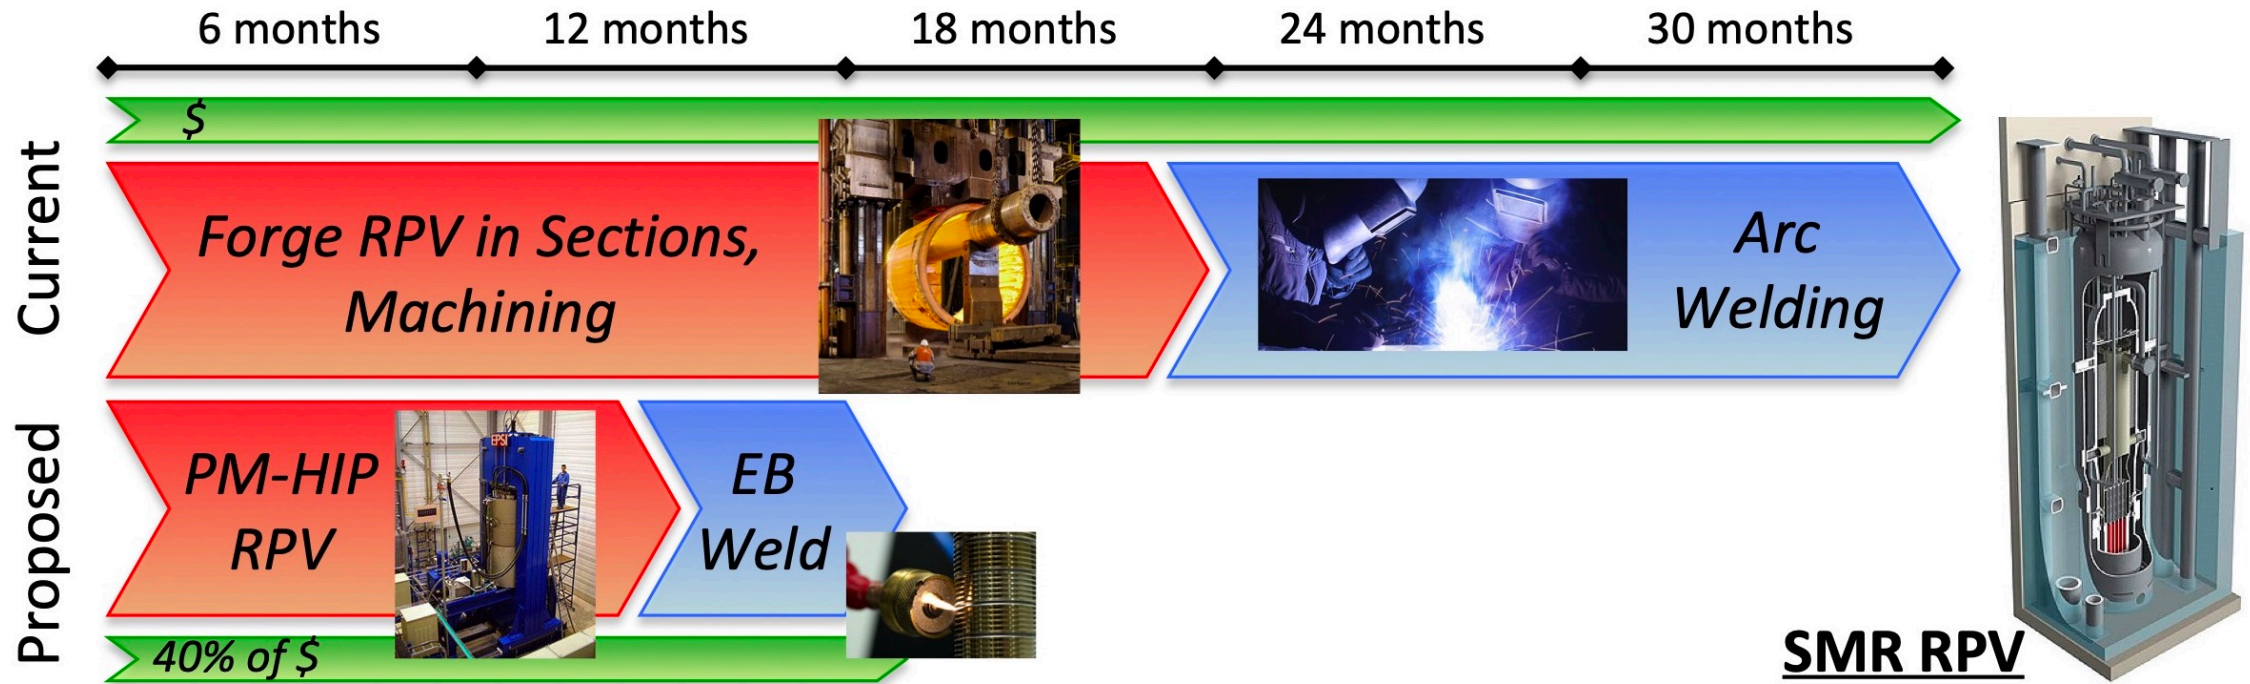 6 months 12 months 18 months 24 months 30 months
$
Current
Forge RPV in Sections,
Machining
Arc
Welding
Proposed
PM-HIP
RPV
EPSI
EB
Weld
40% of $
SMR RPV